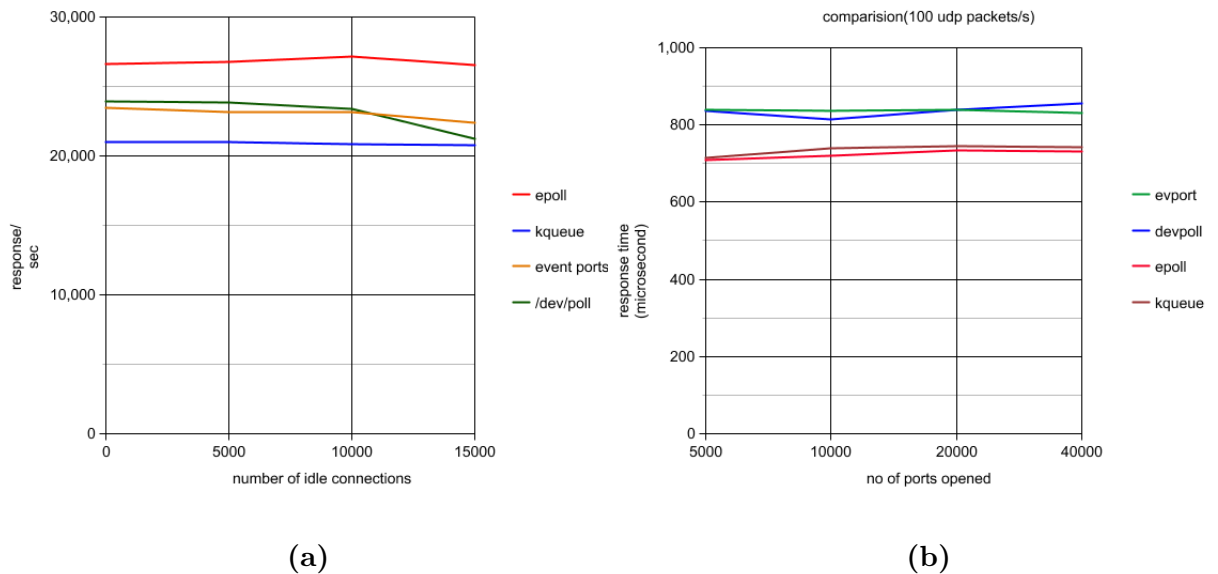 30,000
20,000
10,000
0
response/
sec
0
5000
10000
15000
number of idle connections
epoll
kqueue
event ports
/dev/poll
(a)
comparision(100 udp packets/s)
1,000
800
600
400
200
0
response time
(microsecond)
5000
10000
20000
40000
no of ports opened
evport
devpoll
epoll
kqueue
(b)